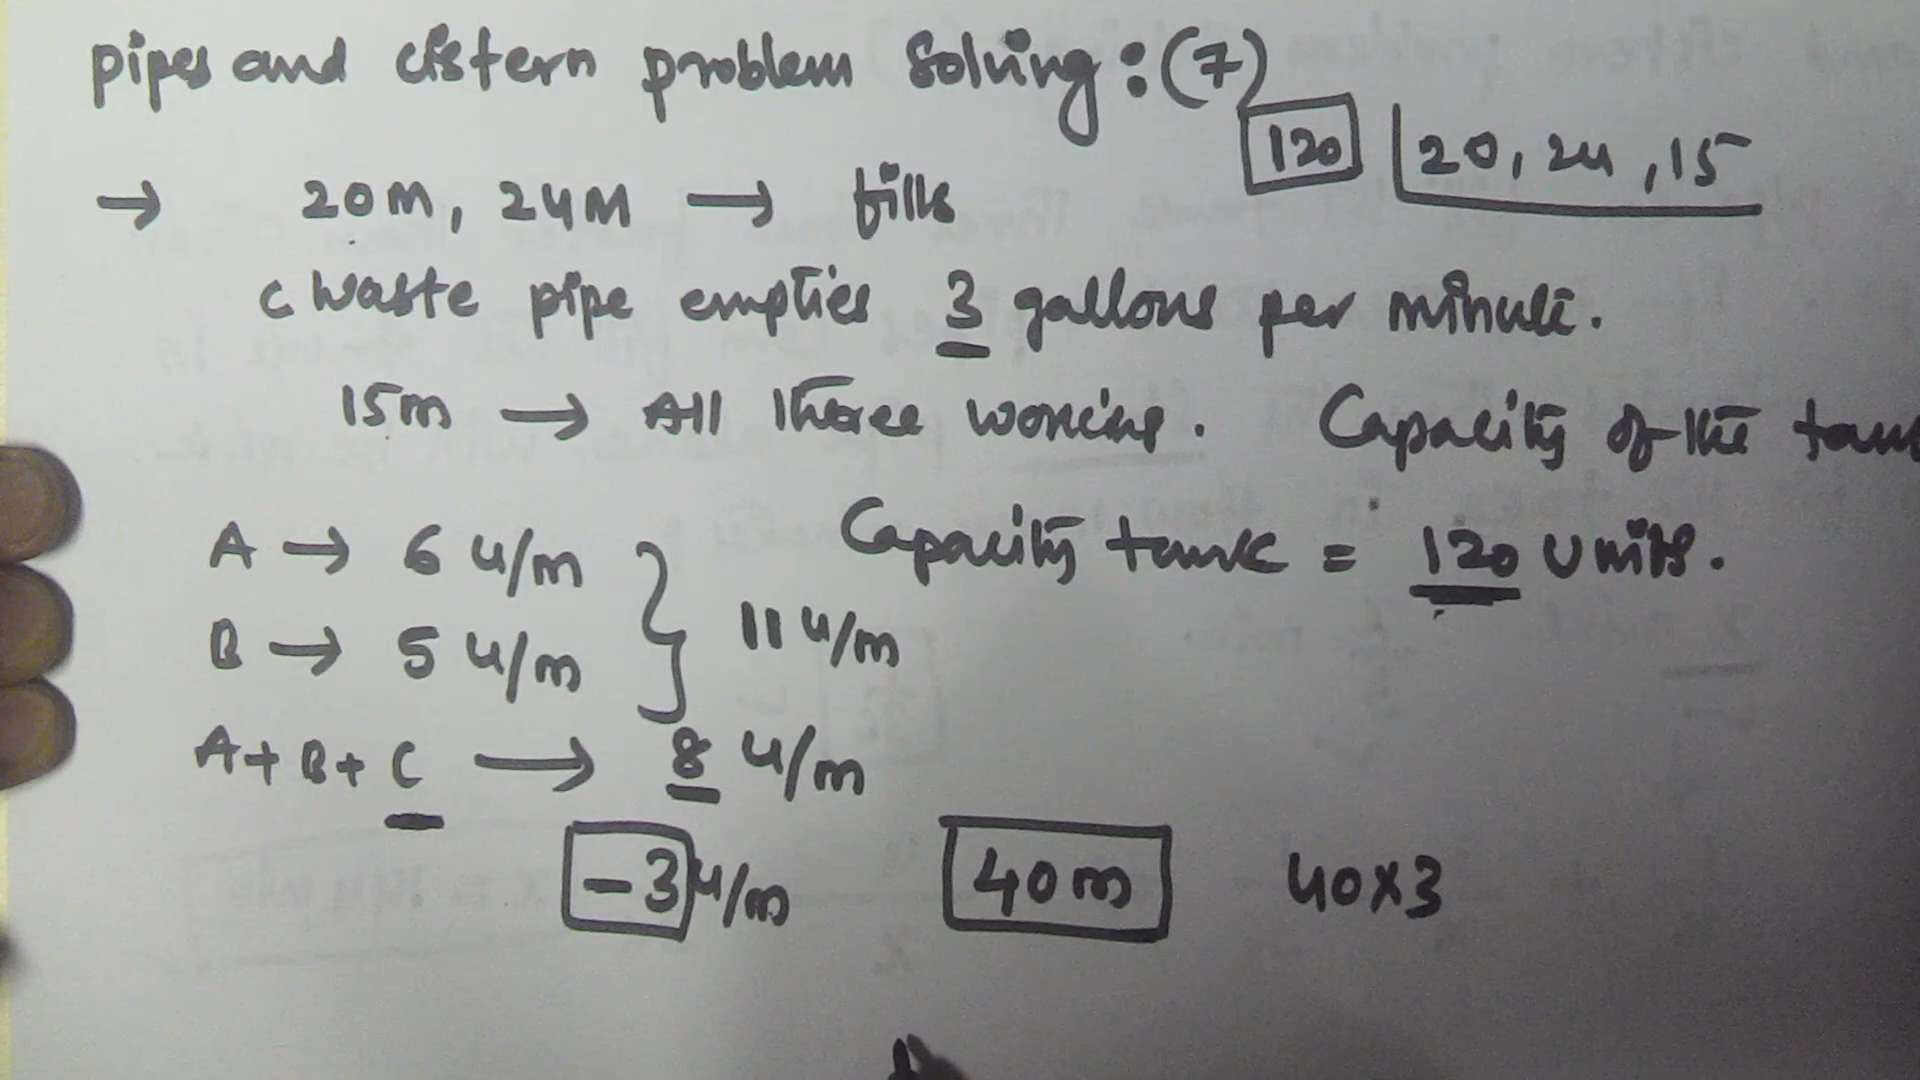 pipes and cistern problem solving : (7)
120 20, 24, 15
→ 20m, 24m → fills
C waste pipe empties 3 gallons per minute.
15m → All three working. Capacity of the tank
Capacity tank = 120 units.
A → 6 u/m
B → 5 u/m
11 u/m
A+B+C → 8 u/m
-3 u/m 40m 40x3